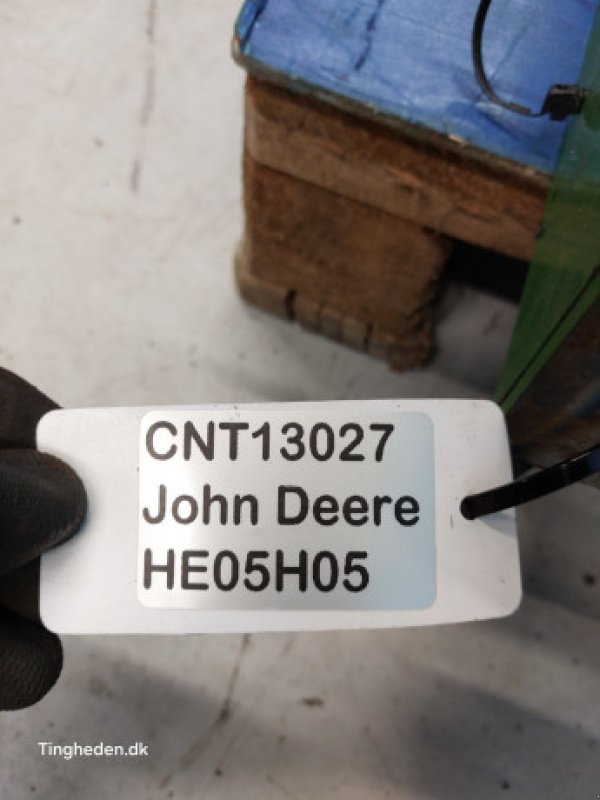 CNT13027
John Deere
HE05H05
Tingheden.dk